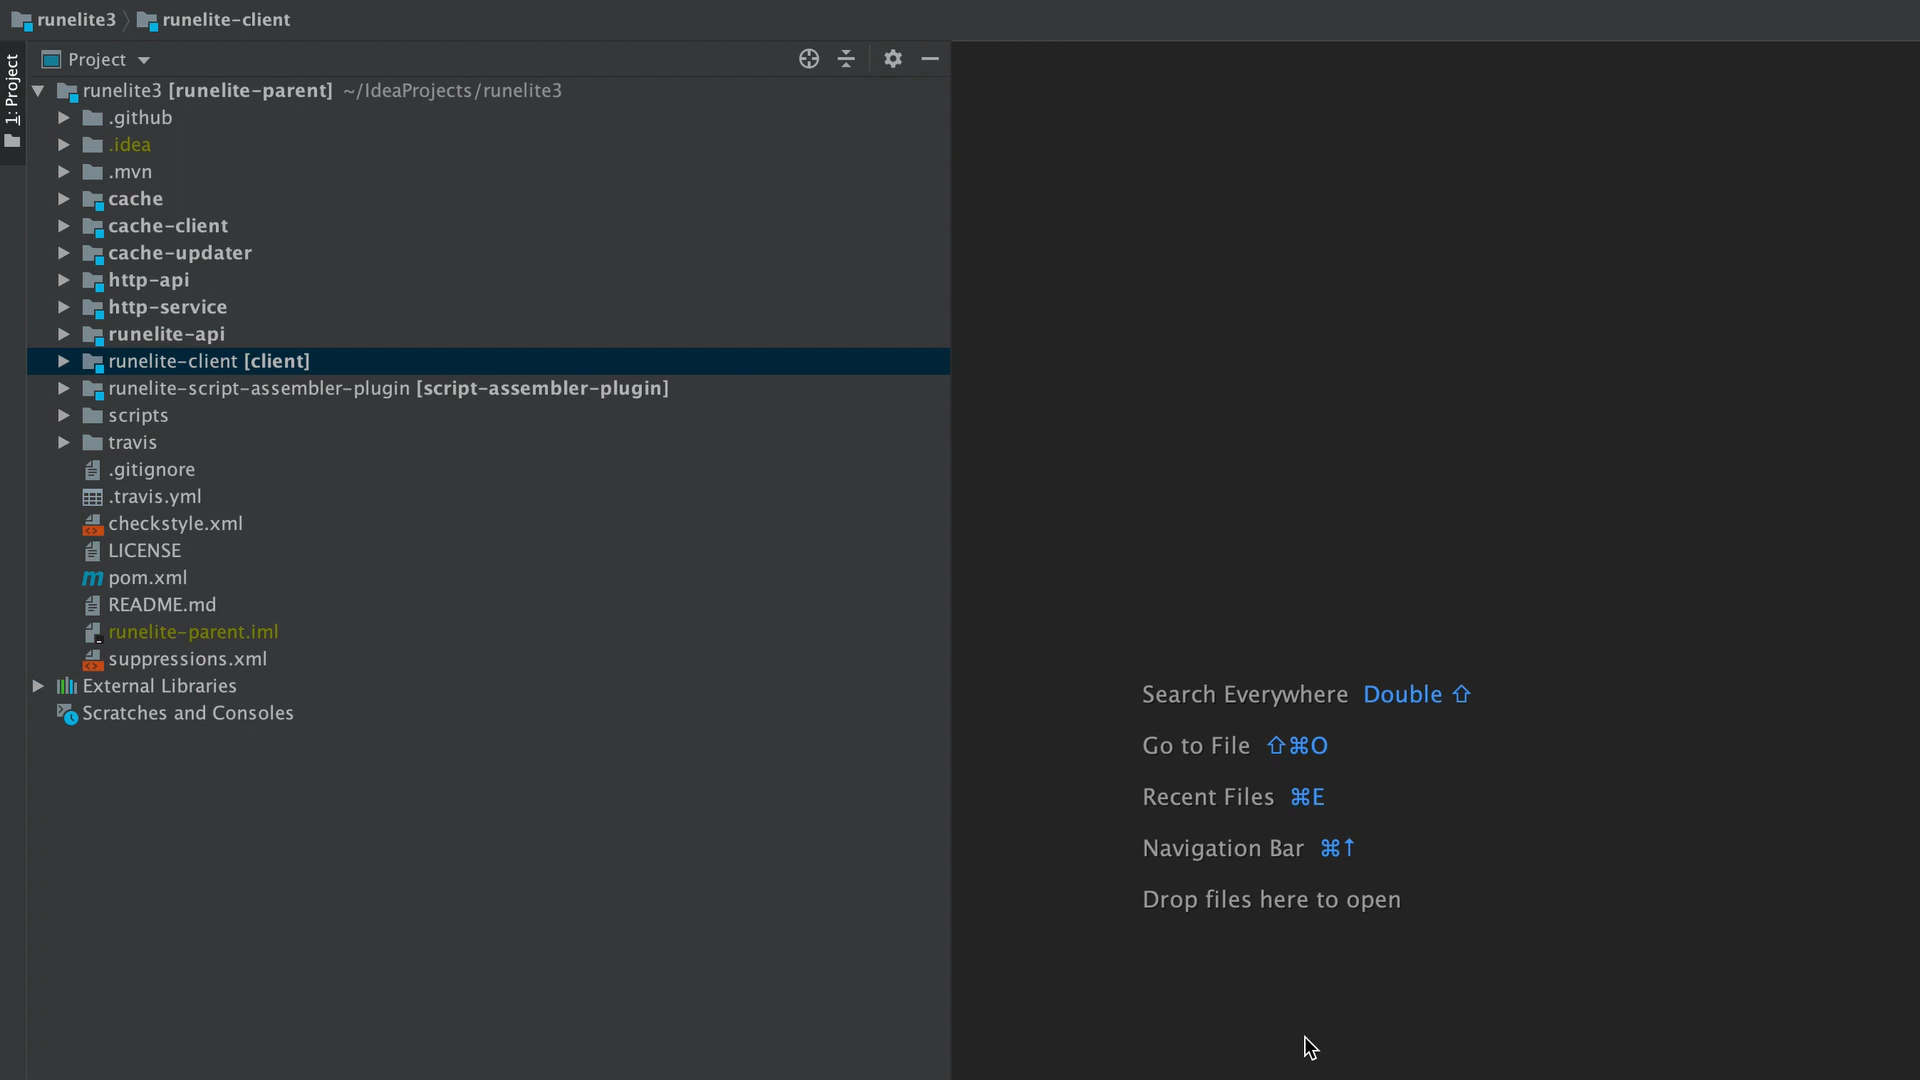 runelite3 runelite-client
1: Project
Project
runelite3 [runelite-parent] ~/IdeaProjects/runelite3
.github
.idea
.mvn
cache
cache-client
cache-updater
http-api
http-service
runelite-api
runelite-client [client]
runelite-script-assembler-plugin [script-assembler-plugin]
scripts
travis
.gitignore
.travis.yml
checkstyle.xml
LICENSE
pom.xml
README.md
runelite-parent.iml
suppressions.xml
External Libraries
Scratches and Consoles
Search Everywhere Double ⇧
Go to File ⇧⌘O
Recent Files ⌘E
Navigation Bar ⌘↑
Drop files here to open